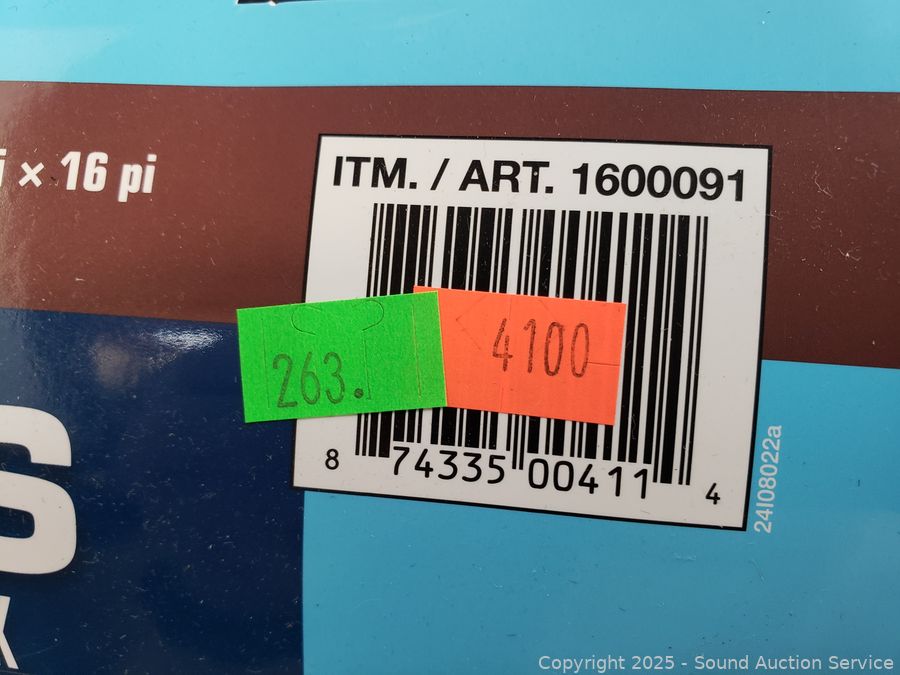 × 16 pi
ITM. / ART. 1600091
263.
4100
8 74335 00411 4
24I08022a
S
Copyright 2025 - Sound Auction Service